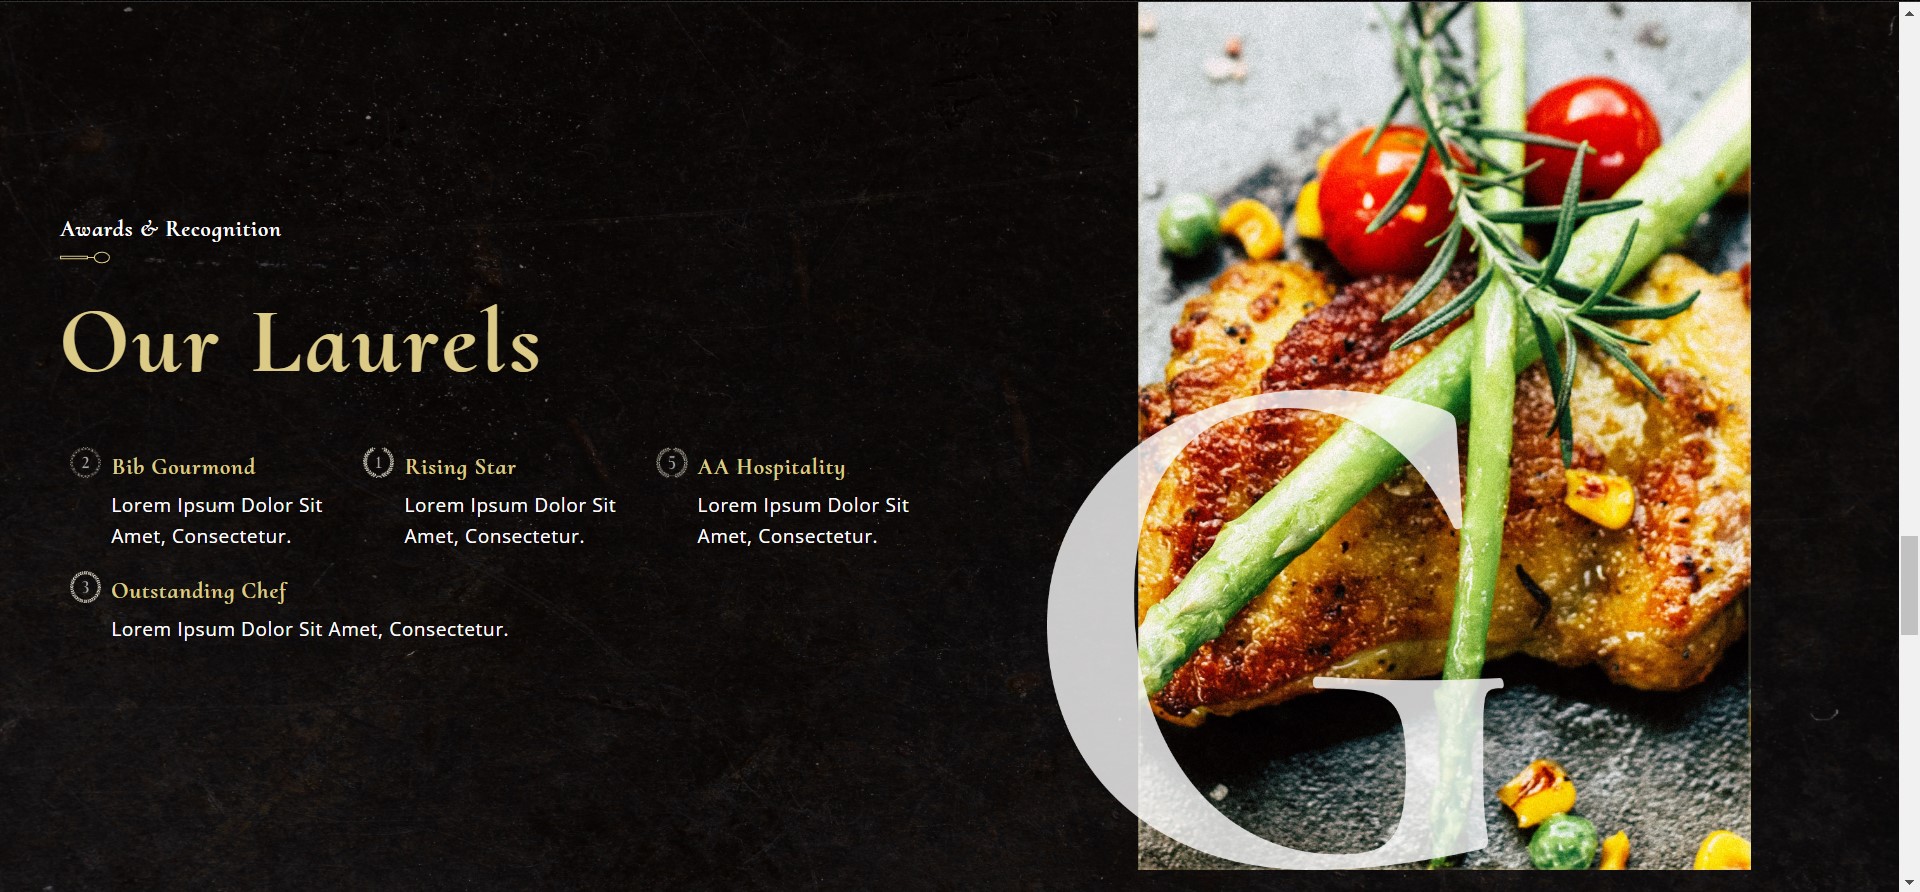 Awards & Recognition
Our Laurels
2 Bib Gourmond
Lorem Ipsum Dolor Sit
Amet, Consectetur.
1 Rising Star
Lorem Ipsum Dolor Sit
Amet, Consectetur.
5 AA Hospitality
Lorem Ipsum Dolor Sit
Amet, Consectetur.
3 Outstanding Chef
Lorem Ipsum Dolor Sit Amet, Consectetur.
G